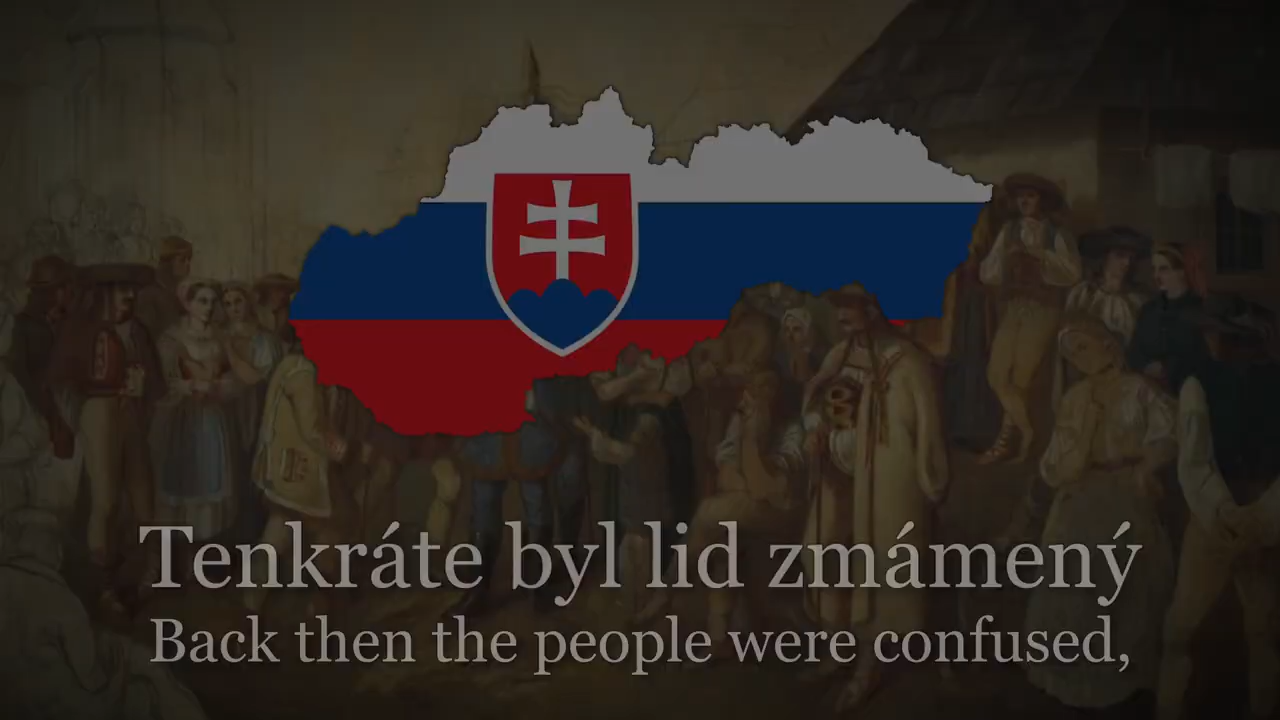 Tenkráte byl lid zmámený
Back then the people were confused,